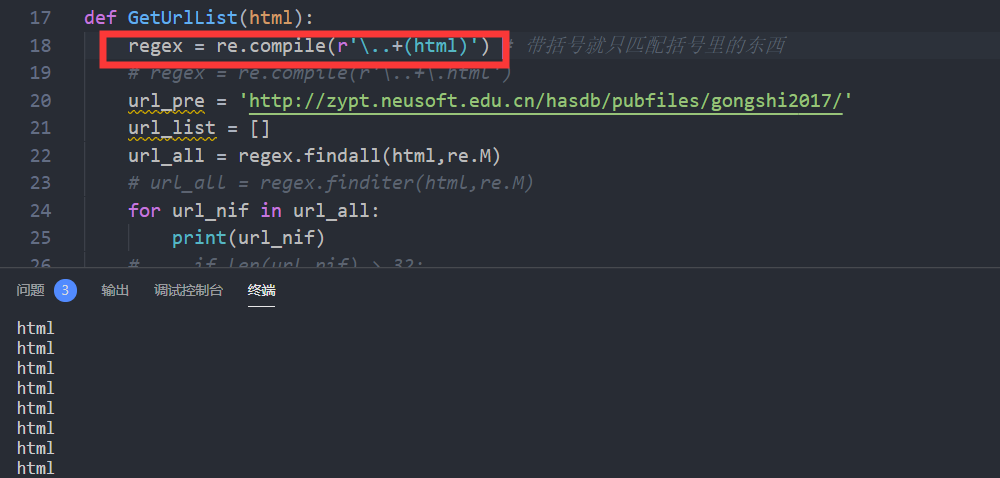 17 def GetUrlList(html):
18 regex = re.compile(r'\..+(html)') # 带括号就只匹配括号里的东西
19 # regex = re.compile(r'\..+\.html')
20 url_pre = 'http://zypt.neusoft.edu.cn/hasdb/pubfiles/gongshi2017/'
21 url_list = []
22 url_all = regex.findall(html,re.M)
23 # url_all = regex.finditer(html,re.M)
24 for url_nif in url_all:
25 print(url_nif)
26 # if len(url_nif) > 32:
问题 3 输出 调试控制台 终端
html
html
html
html
html
html
html
html